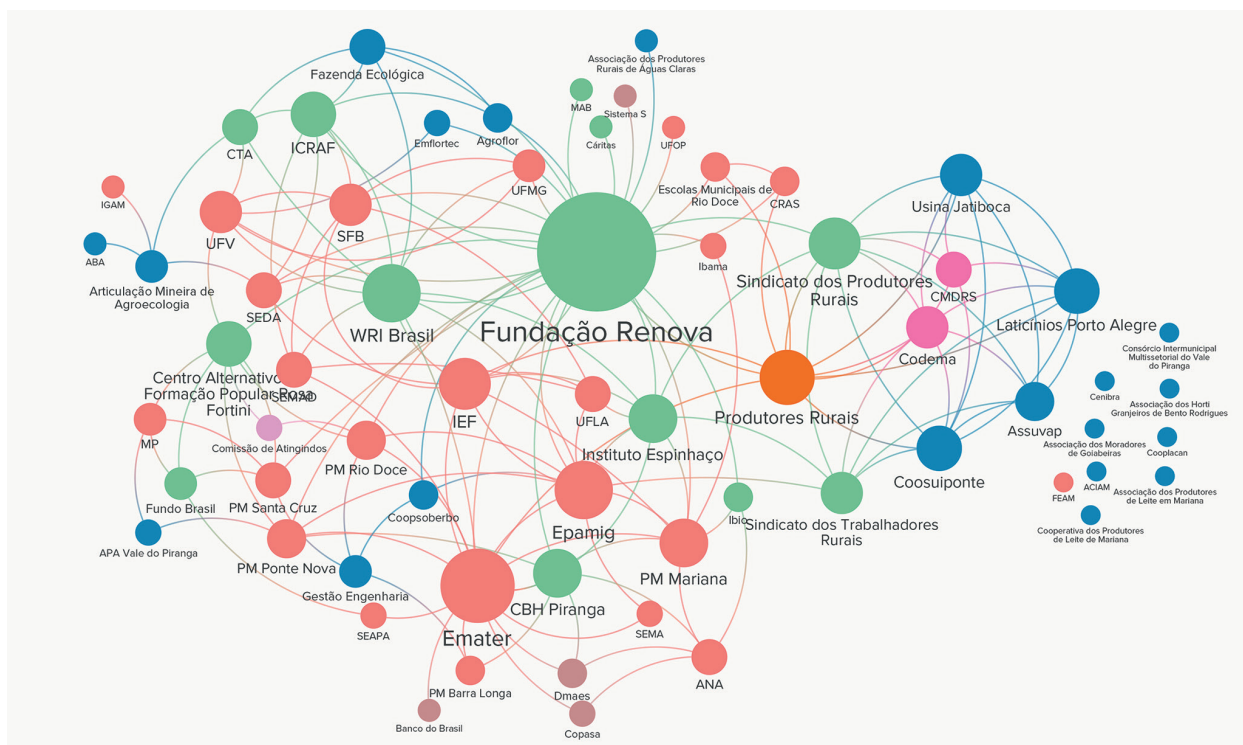 Fazenda Ecológica
Associação dos Produtores
Rurais de Águas Claras
MAB
Sistema S
Cáritas
UFOP
Emflortec
Agroflor
CTA
ICRAF
UFMG
Escolas Municipais de
Rio Doce
CRAS
IGAM
UFV
SFB
Usina Jatiboca
ABA
Articulação Mineira de
Agroecologia
SEDA
WRI Brasil
Fundação Renova
Ibama
Sindicato dos Produtores
Rurais
CMDRS
Laticínios Porto Alegre
Codema
Consórcio Intermunicipal
Multissetorial do Vale
do Piranga
Centro Alternativo
Formação Popular Rosa
Fortini
SEMAD
IEF
UFLA
Produtores Rurais
Cenibra
Associação dos Horti
Granjeiros de Bento Rodrigues
Assuvap
MP
Comissão de Atingindos
PM Rio Doce
Instituto Espinhaço
Associação dos Moradores
de Goiabeiras
Cooplacan
Coosuiponte
Fundo Brasil
PM Santa Cruz
Coopsoberbo
Epamig
Ibio
Sindicato dos Trabalhadores
Rurais
FEAM
ACIAM
Associação dos Produtores
de Leite em Mariana
Cooperativa dos Produtores
de Leite de Mariana
APA Vale do Piranga
PM Ponte Nova
Gestão Engenharia
PM Mariana
CBH Piranga
SEAPA
Emater
SEMA
ANA
PM Barra Longa
Dmaes
Banco do Brasil
Copasa